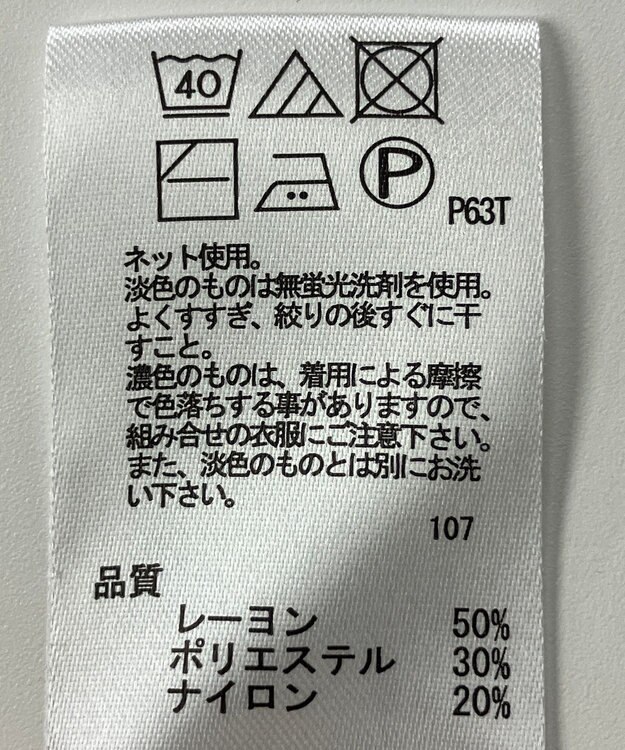 40
P
P63T
ネット使用。
淡色のものは無蛍光洗剤を使用。
よくすすぎ、絞りの後すぐに干
すこと。
濃色のものは、着用による摩擦
で色落ちする事がありますので、
組み合せの衣服にご注意下さい。
また、淡色のものとは別にお洗
い下さい。
107
品質
レーヨン 50%
ポリエステル 30%
ナイロン 20%